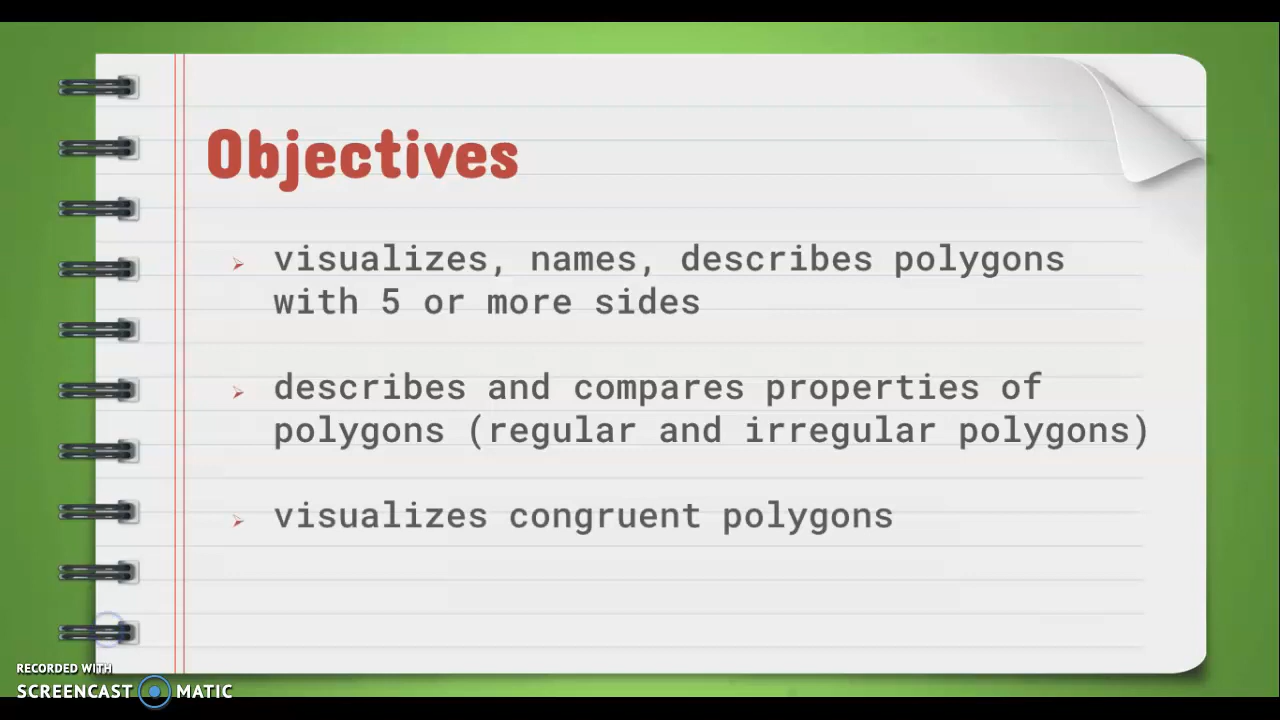 Objectives
visualizes, names, describes polygons
with 5 or more sides
describes and compares properties of
polygons (regular and irregular polygons)
visualizes congruent polygons
RECORDED WITH
SCREENCAST MATIC